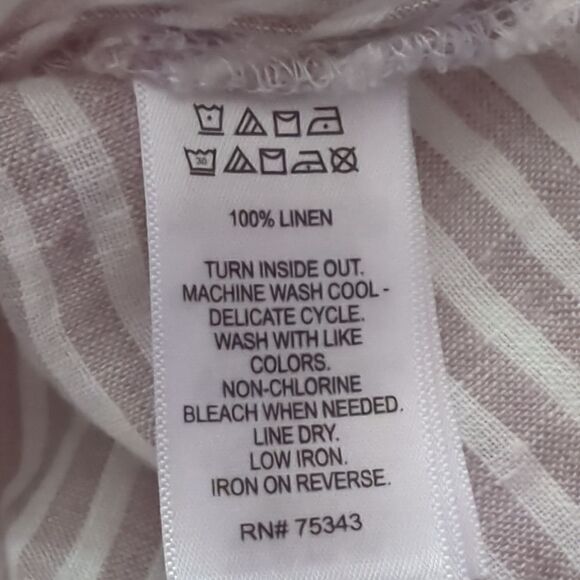 30
100% LINEN
TURN INSIDE OUT.
MACHINE WASH COOL -
DELICATE CYCLE.
WASH WITH LIKE
COLORS.
NON-CHLORINE
BLEACH WHEN NEEDED.
LINE DRY.
LOW IRON.
IRON ON REVERSE.
RN# 75343